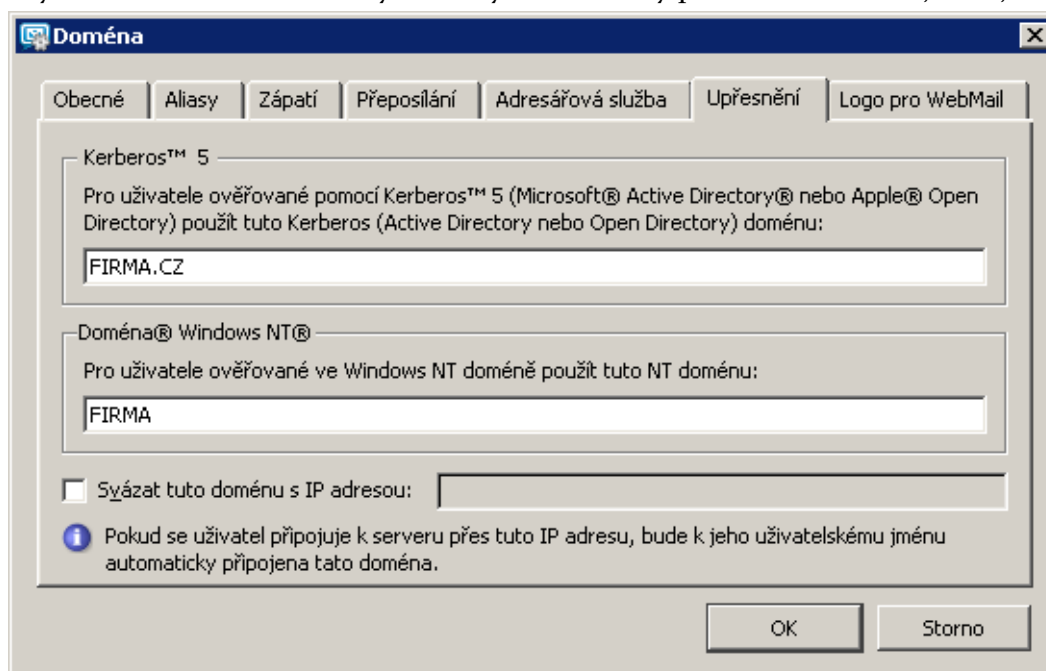 Doména
Obecné Aliasy Zápatí Přeposílání Adresářová služba Upřesnění Logo pro WebMail
Kerberos™ 5
Pro uživatele ověřované pomocí Kerberos™ 5 (Microsoft® Active Directory® nebo Apple® Open
Directory) použít tuto Kerberos (Active Directory nebo Open Directory) doménu:
FIRMA.CZ
Doména® Windows NT®
Pro uživatele ověřované ve Windows NT doméně použít tuto NT doménu:
FIRMA
Svázat tuto doménu s IP adresou:
Pokud se uživatel připojuje k serveru přes tuto IP adresu, bude k jeho uživatelskému jménu
automaticky připojena tato doména.
OK Storno